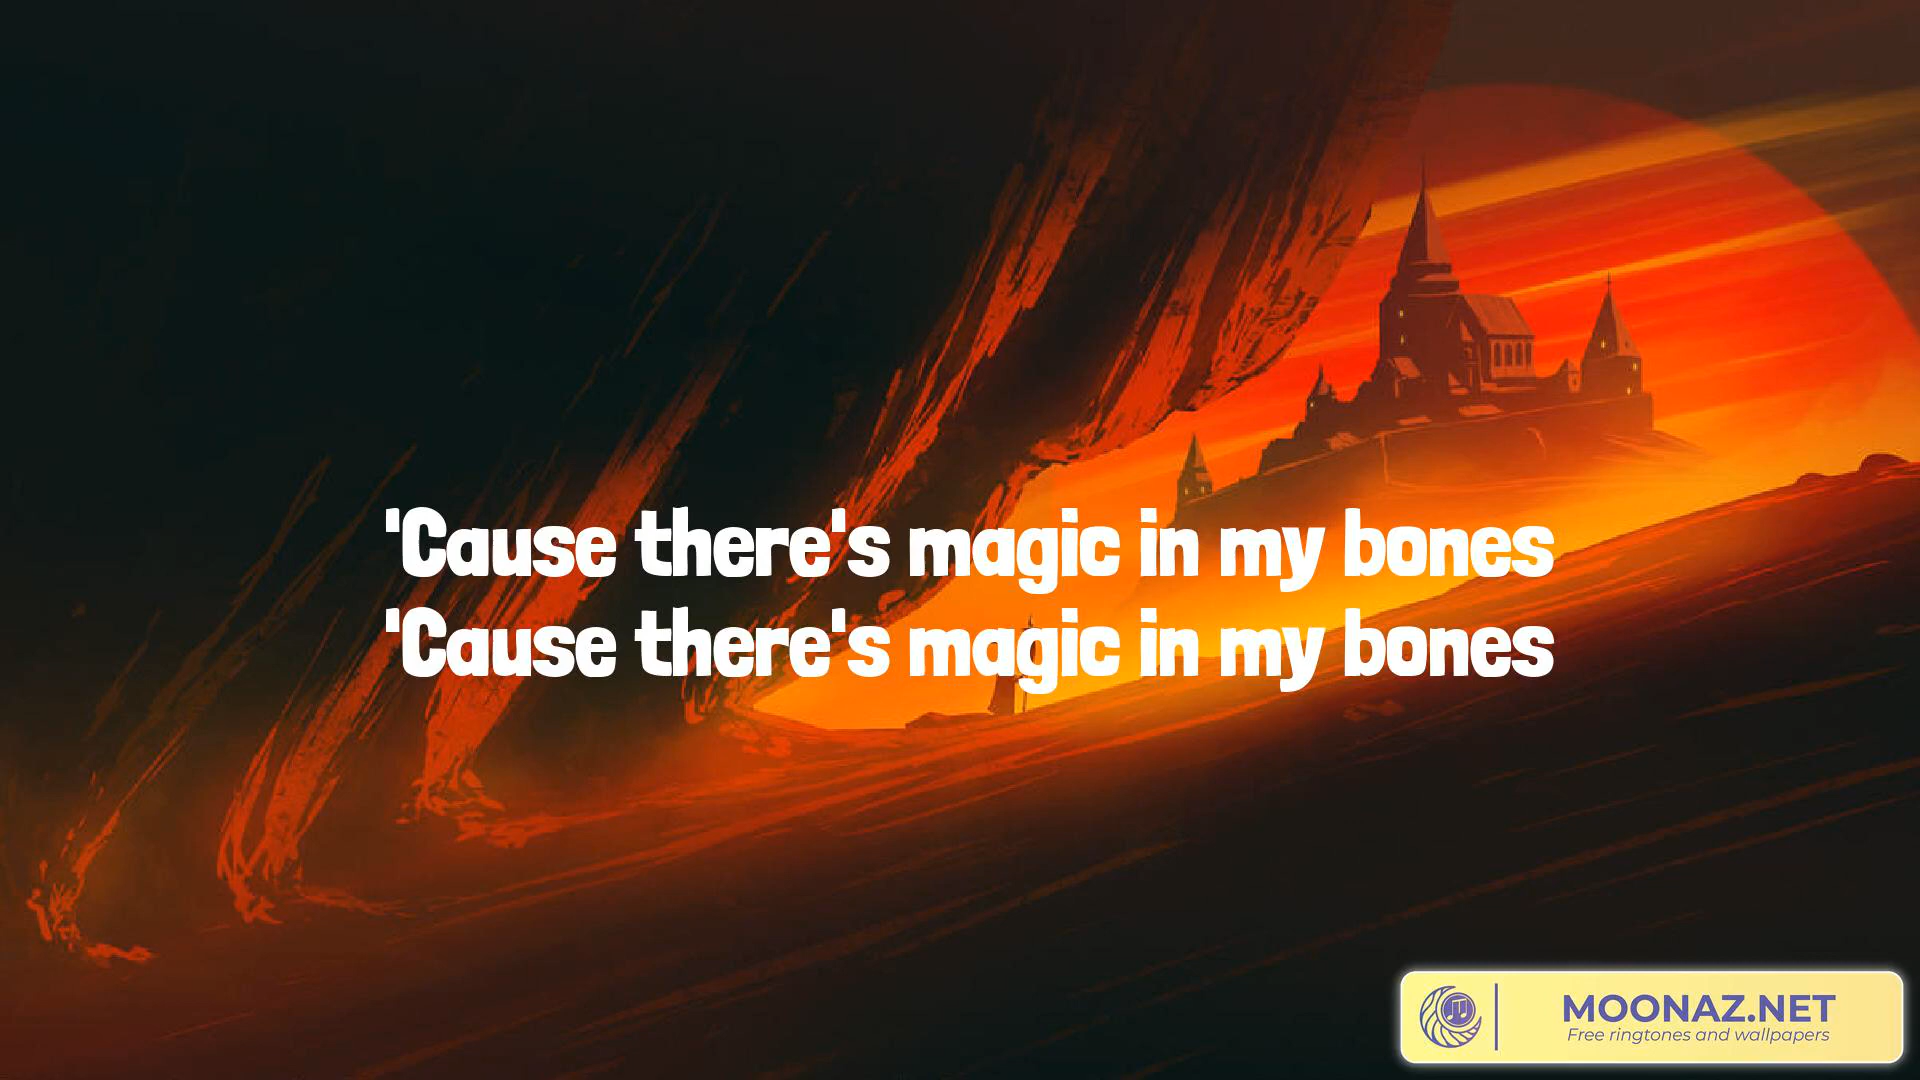 'Cause there's magic in my bones
'Cause there's magic in my bones
MOONAZ.NET
Free ringtones and wallpapers